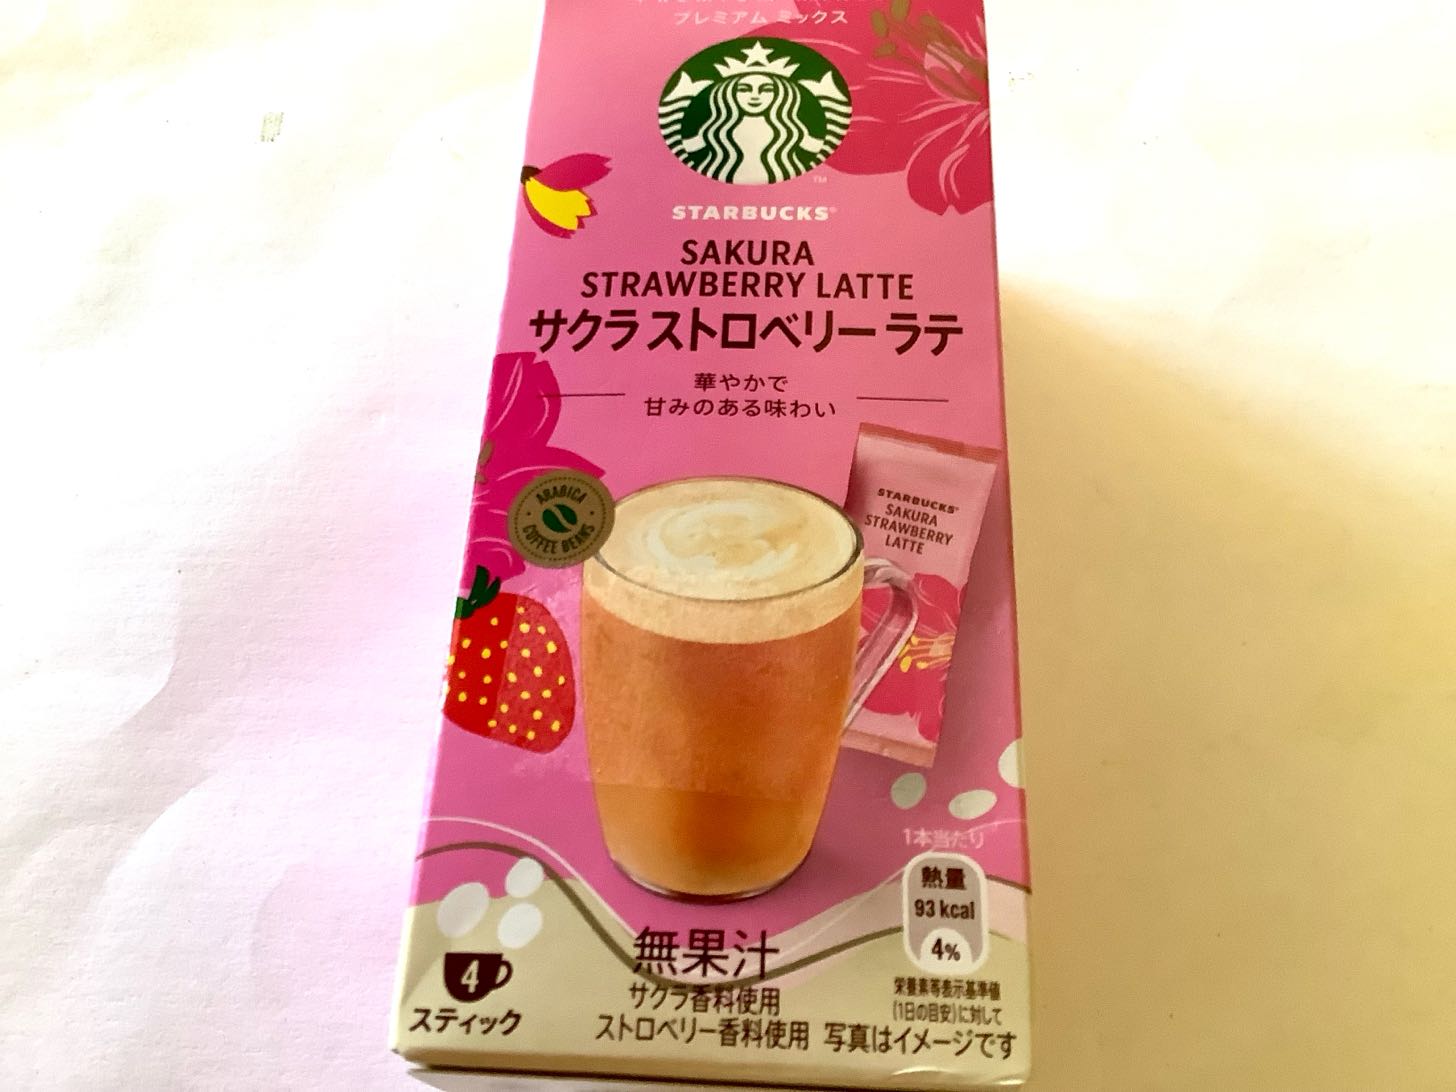 プレミアム ミックス
STARBUCKS®
SAKURA
STRAWBERRY LATTE
サクラ ストロベリー ラテ
華やかで
甘みのある味わい
ARABICA
COFFEE BEANS
STARBUCKS®
SAKURA
STRAWBERRY
LATTE
1本当たり
熱量
93 kcal
4%
栄養素等表示基準値
(1日の目安)に対して
4
スティック
無果汁
サクラ香料使用
ストロベリー香料使用 写真はイメージです